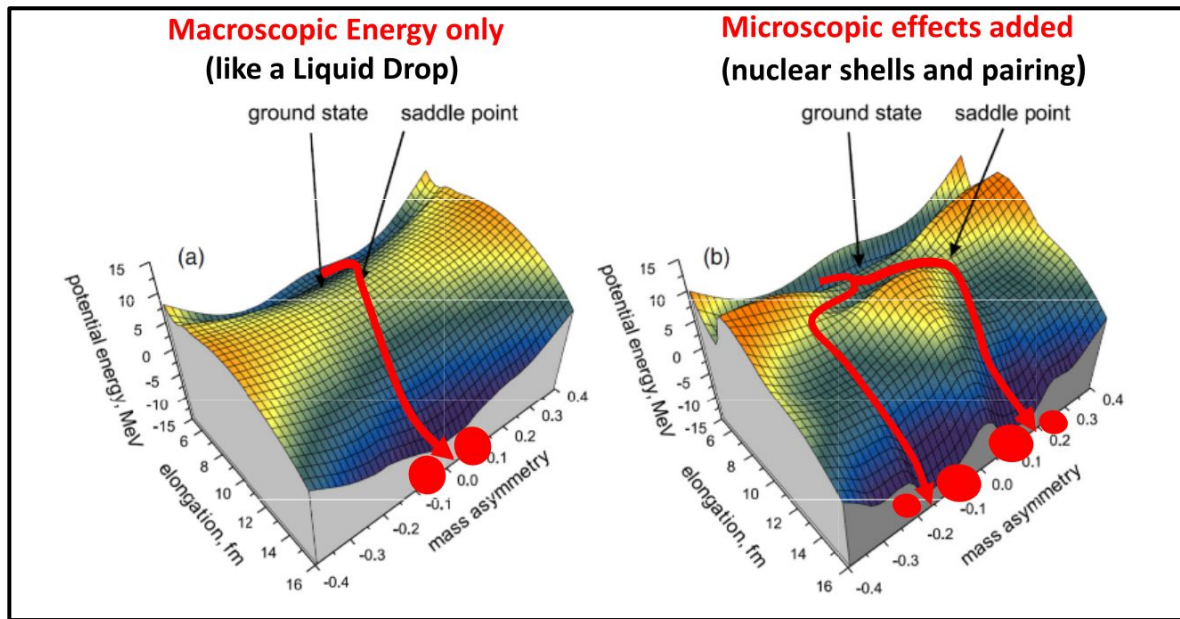 Macroscopic Energy only
(like a Liquid Drop)
ground state
saddle point
(a)
potential energy, MeV
15
10
5
0
-5
-10
-15
elongation, fm
6
8
10
12
14
16
mass asymmetry
-0.4
-0.3
-0.2
-0.1
0.0
0.1
0.2
0.3
0.4
Microscopic effects added
(nuclear shells and pairing)
ground state
saddle point
(b)
potential energy, MeV
15
10
5
0
-5
-10
-15
elongation, fm
6
8
10
12
14
16
mass asymmetry
-0.4
-0.3
-0.2
-0.1
0.0
0.1
0.2
0.3
0.4